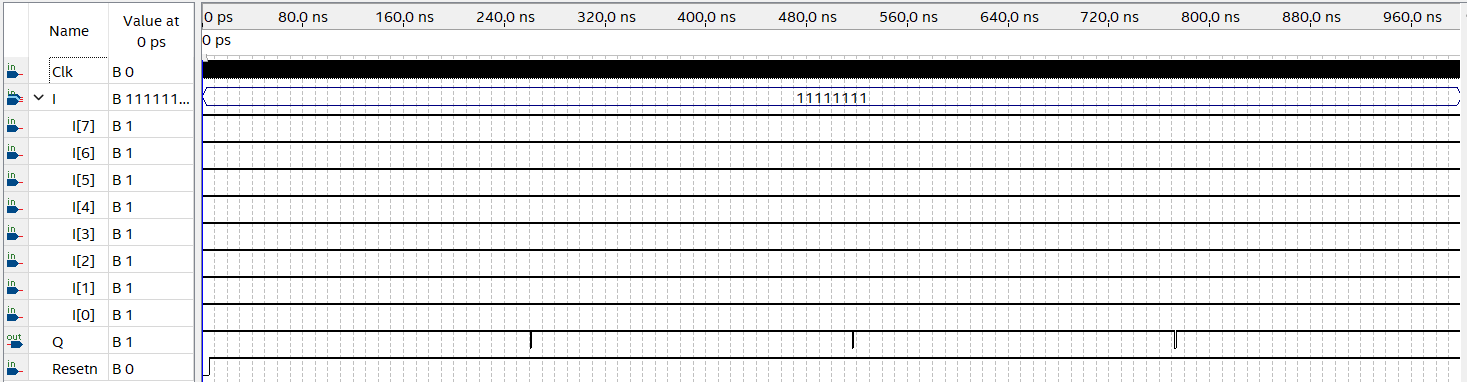 Name Value at 0 ps 0 ps 80.0 ns 160.0 ns 240.0 ns 320.0 ns 400.0 ns 480.0 ns 560.0 ns 640.0 ns 720.0 ns 800.0 ns 880.0 ns 960.0 ns
0 ps
in Clk B 0
in I B 111111... 11111111
in I[7] B 1
in I[6] B 1
in I[5] B 1
in I[4] B 1
in I[3] B 1
in I[2] B 1
in I[1] B 1
in I[0] B 1
out Q B 1
in Resetn B 0